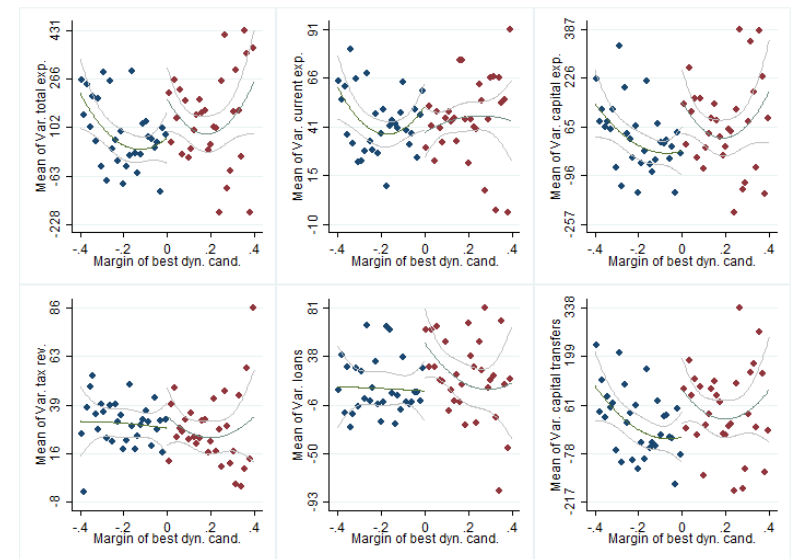 Mean of Var. total exp.
431
266
102
-63
-228
-.4 -.2 0 .2 .4
Margin of best dyn. cand.
Mean of Var. current exp.
91
66
41
15
-10
-.4 -.2 0 .2 .4
Margin of best dyn. cand.
Mean of Var. capital exp.
387
226
65
-96
-257
-.4 -.2 0 .2 .4
Margin of best dyn. cand.
Mean of Var. tax rev.
86
63
39
16
-8
-.4 -.2 0 .2 .4
Margin of best dyn. cand.
Mean of Var. loans
81
38
-6
-50
-93
-.4 -.2 0 .2 .4
Margin of best dyn. cand.
Mean of Var. capital transfers
338
199
61
-78
-217
-.4 -.2 0 .2 .4
Margin of best dyn. cand.